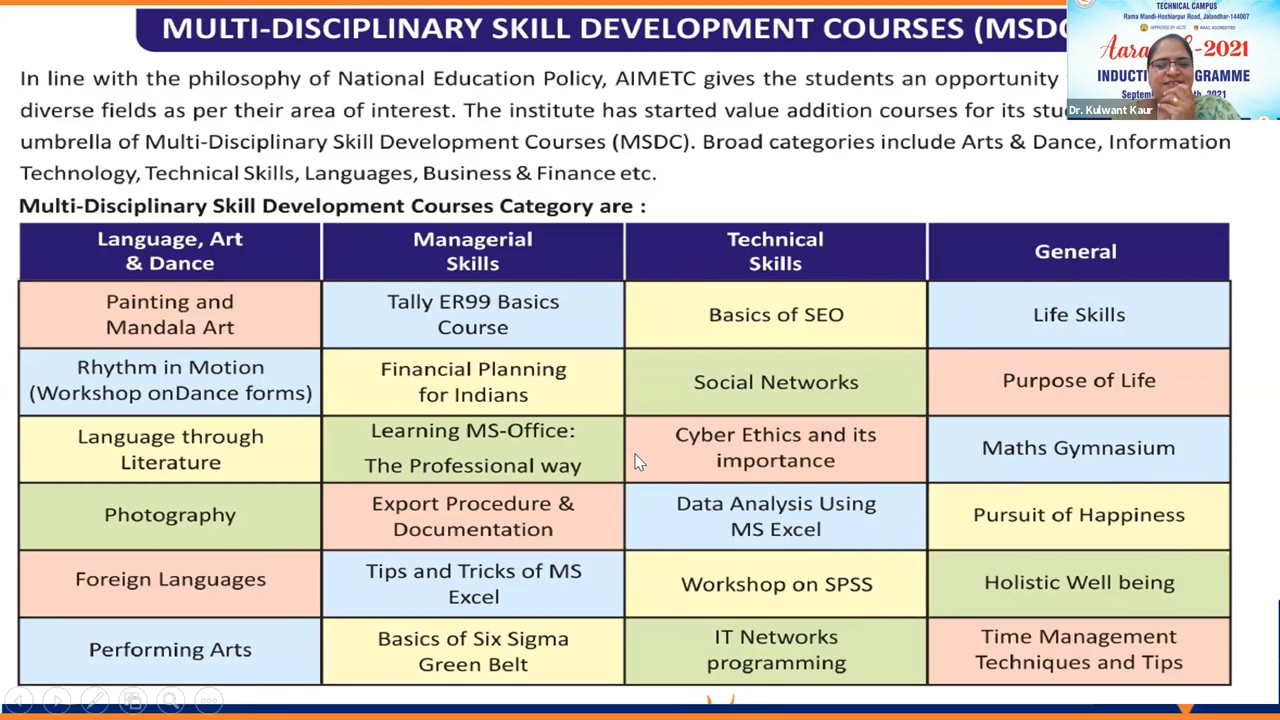 MULTI-DISCIPLINARY SKILL DEVELOPMENT COURSES (MSDC
TECHNICAL CAMPUS
Rama Mandi-Hoshiarpur Road, Jalandhar-144007
APPROVED BY AICTE NAAC ACCREDITED
-2021
PROGRAMME
2021
Dr. Kulwant Kaur
In line with the philosophy of National Education Policy, AIMETC gives the students an opportunity
diverse fields as per their area of interest. The institute has started value addition courses for its
umbrella of Multi-Disciplinary Skill Development Courses (MSDC). Broad categories include Arts & Dance, Information
Technology, Technical Skills, Languages, Business & Finance etc.
Multi-Disciplinary Skill Development Courses Category are :
Language, Art
& Dance
Managerial
Skills
Technical
Skills
General
Painting and
Mandala Art
Tally ER99 Basics
Course
Basics of SEO
Life Skills
Rhythm in Motion
(Workshop onDance forms)
Financial Planning
for Indians
Social Networks
Purpose of Life
Language through
Literature
Learning MS-Office:
The Professional way
Cyber Ethics and its
importance
Maths Gymnasium
Photography
Export Procedure &
Documentation
Data Analysis Using
MS Excel
Pursuit of Happiness
Foreign Languages
Tips and Tricks of MS
Excel
Workshop on SPSS
Holistic Well being
Performing Arts
Basics of Six Sigma
Green Belt
IT Networks
programming
Time Management
Techniques and Tips